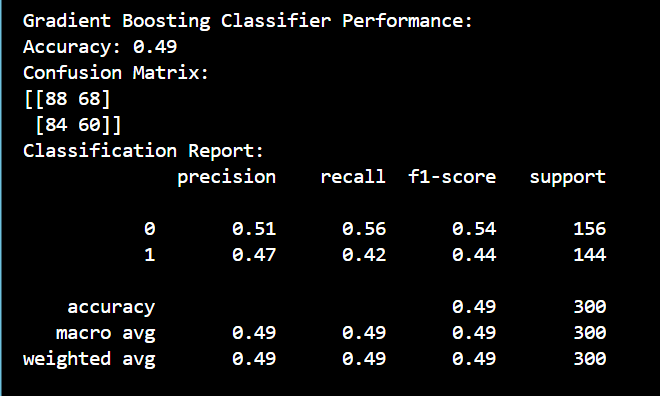 Gradient Boosting Classifier Performance:
Accuracy: 0.49
Confusion Matrix:
[[88 68]
 [84 60]]
Classification Report:
              precision    recall  f1-score   support

           0       0.51      0.56      0.54       156
           1       0.47      0.42      0.44       144

    accuracy                           0.49       300
   macro avg       0.49      0.49      0.49       300
weighted avg       0.49      0.49      0.49       300